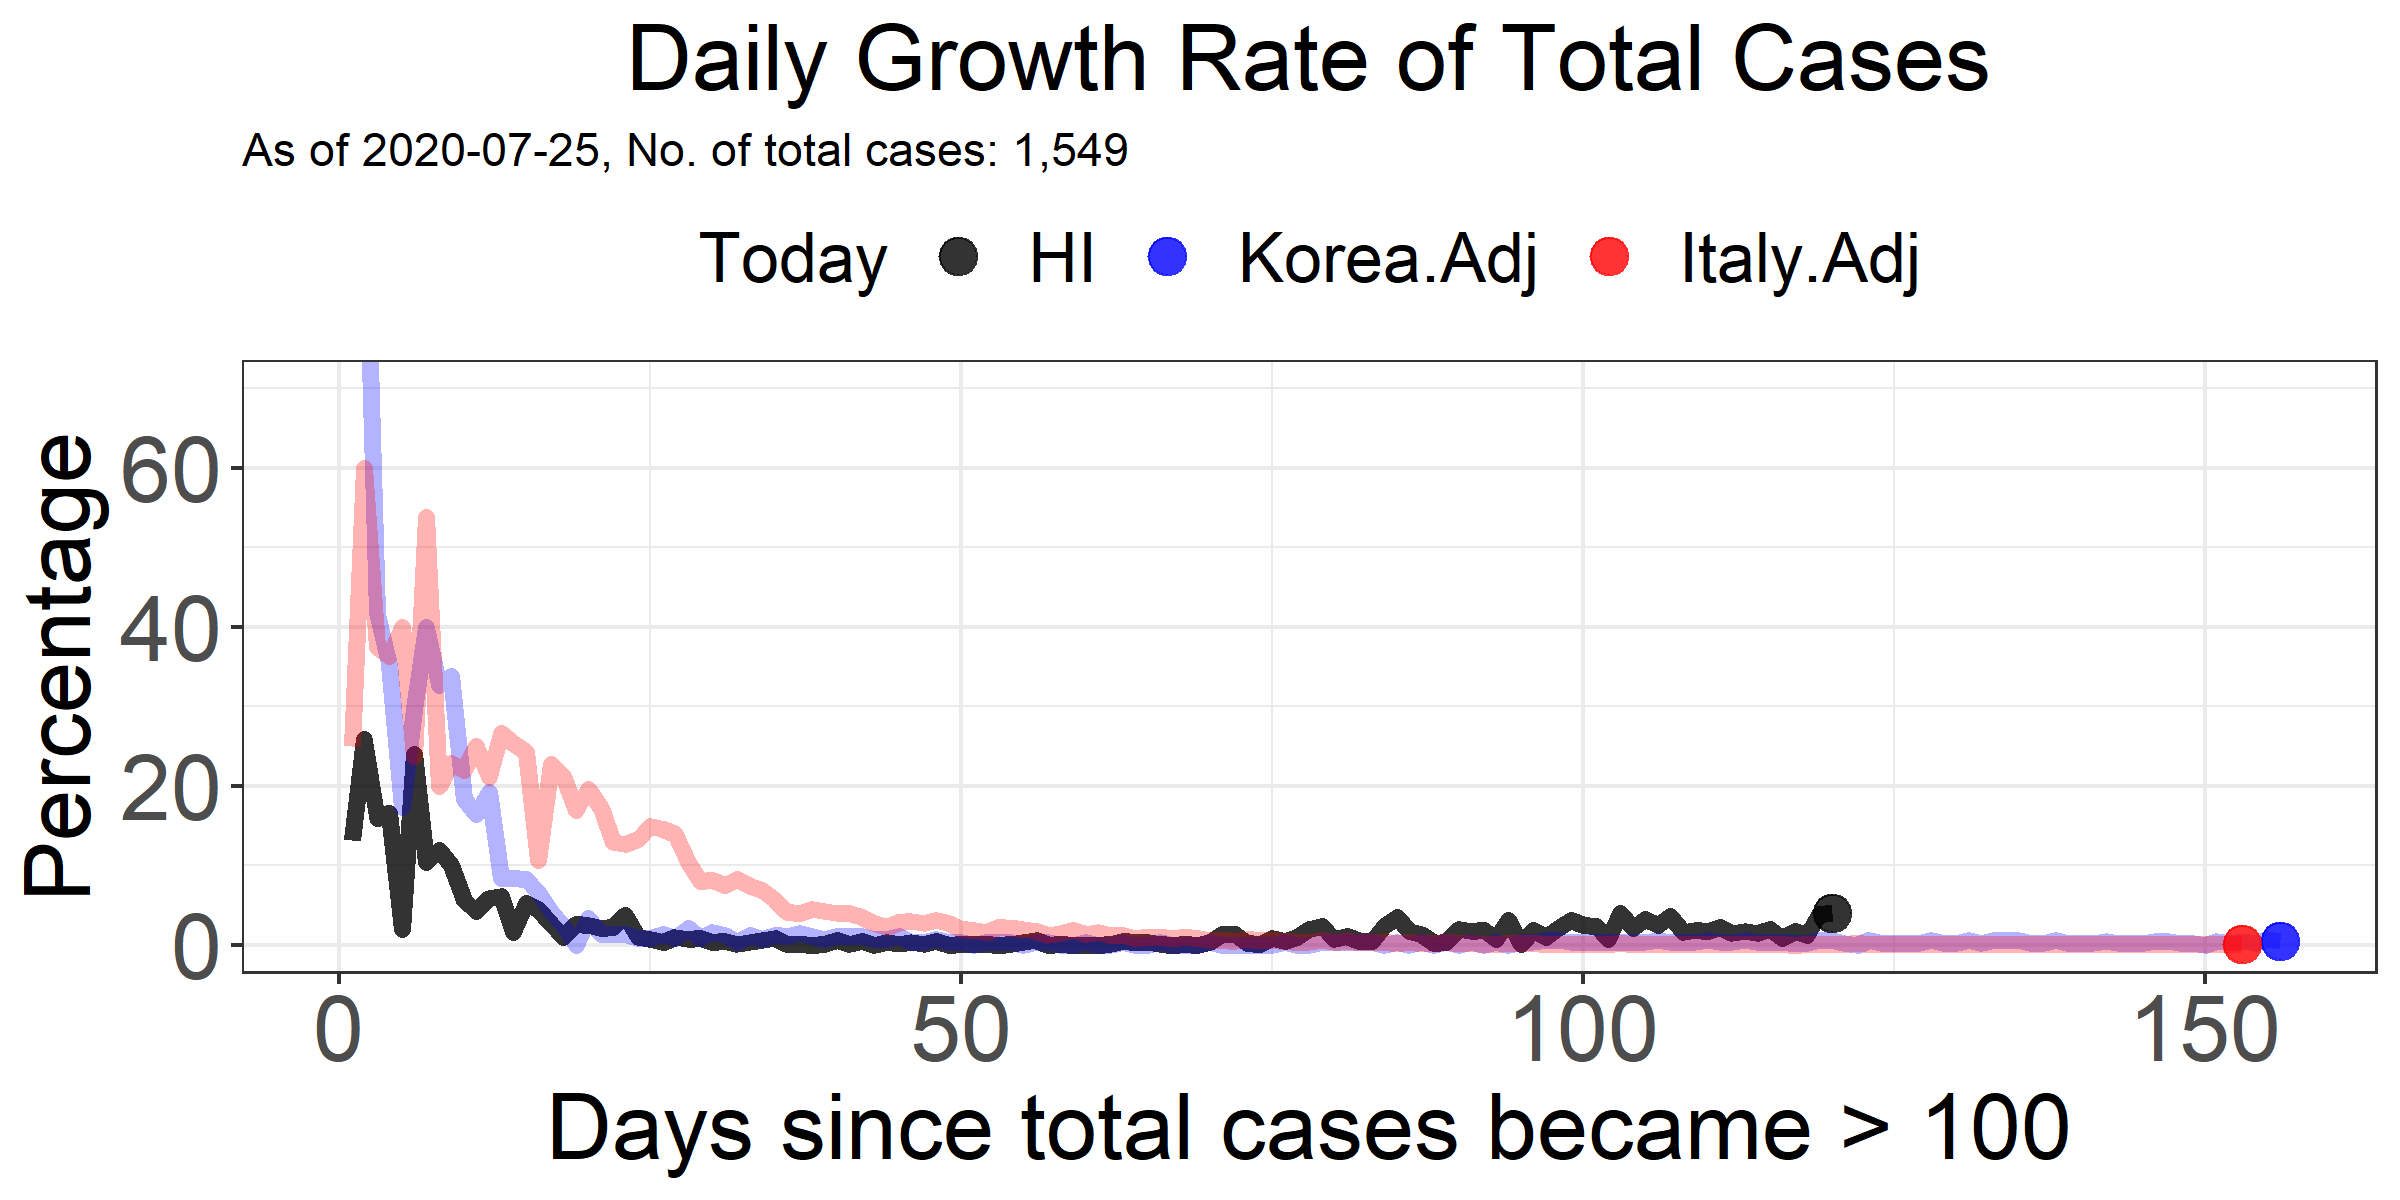 Daily Growth Rate of Total Cases
As of 2020-07-25, No. of total cases: 1,549
Today HI Korea.Adj Italy.Adj
Percentage
60
40
20
0
0 50 100 150
Days since total cases became > 100